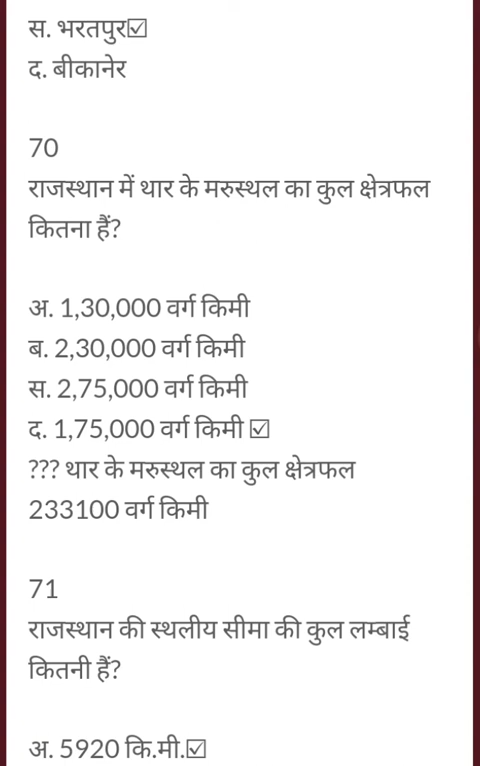 स. भरतपुर☑
द. बीकानेर
70
राजस्थान में थार के मरुस्थल का कुल क्षेत्रफल
कितना हैं?
अ. 1,30,000 वर्ग किमी
ब. 2,30,000 वर्ग किमी
स. 2,75,000 वर्ग किमी
द. 1,75,000 वर्ग किमी ☑
??? थार के मरुस्थल का कुल क्षेत्रफल
233100 वर्ग किमी
71
राजस्थान की स्थलीय सीमा की कुल लम्बाई
कितनी हैं?
अ. 5920 कि.मी.☑